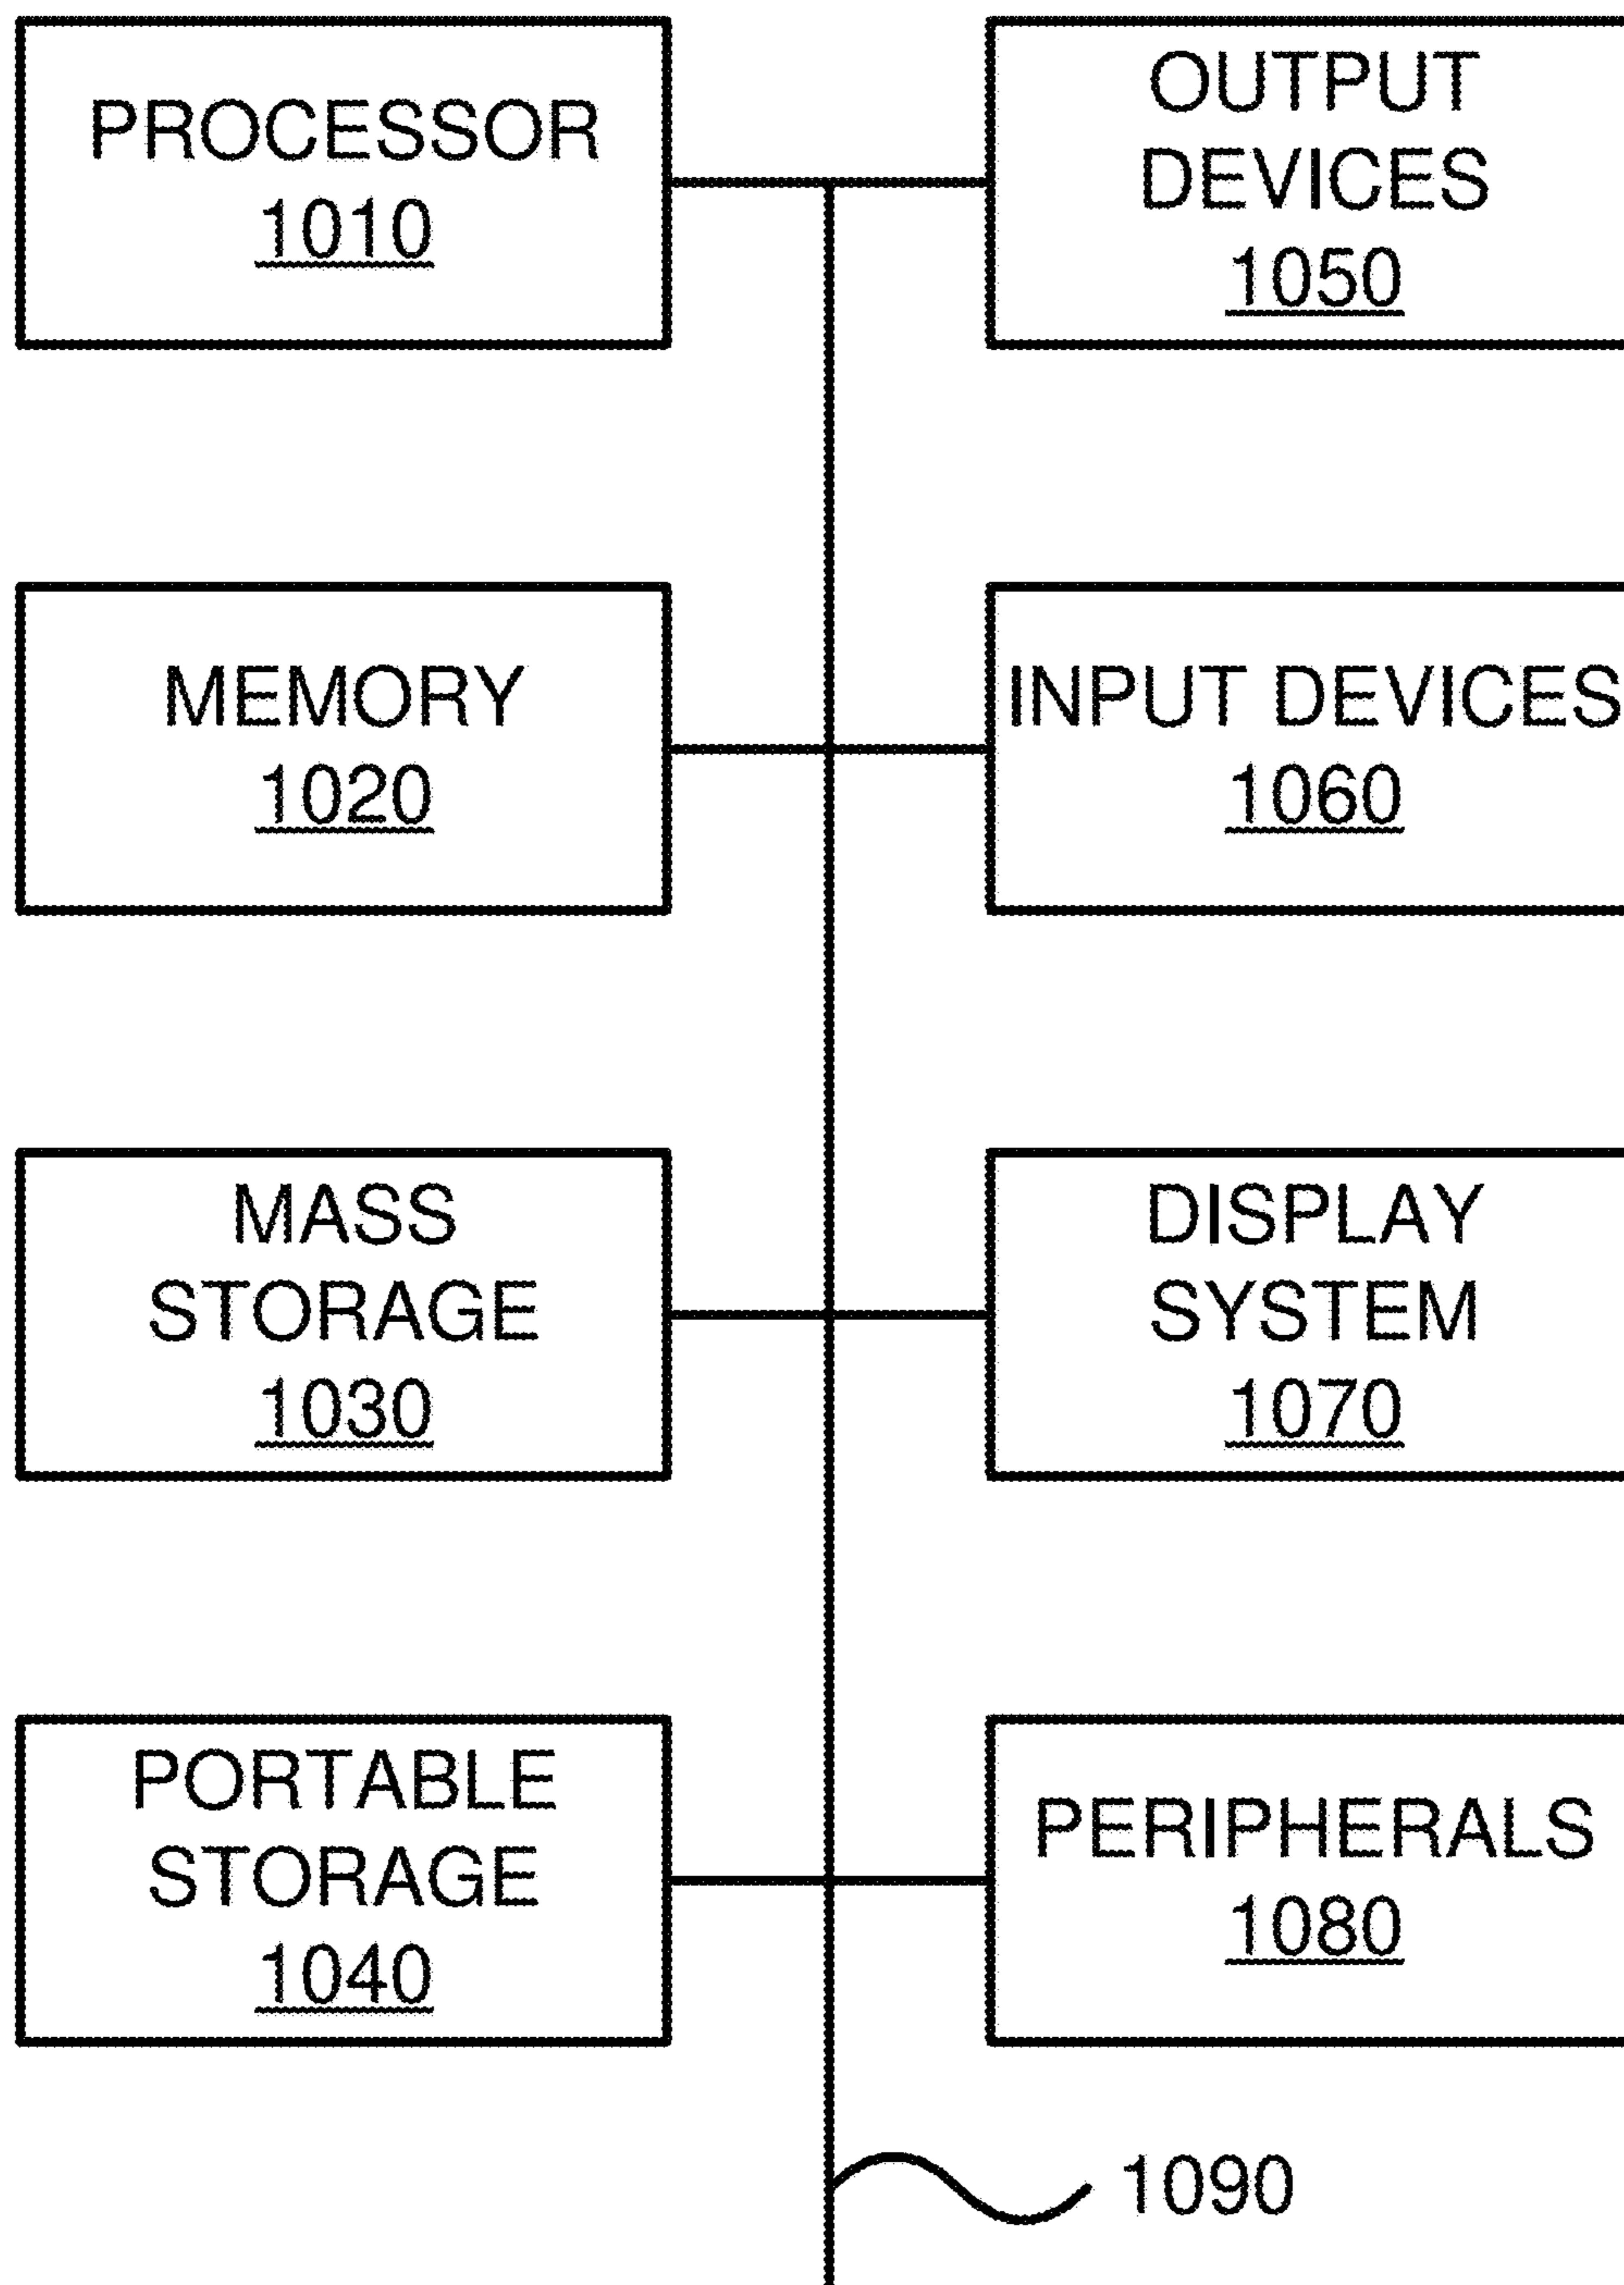 PROCESSOR
1010
OUTPUT
DEVICES
1050
MEMORY
1020
INPUT DEVICES
1060
MASS
STORAGE
1030
DISPLAY
SYSTEM
1070
PORTABLE
STORAGE
1040
PERIPHERALS
1080
1090